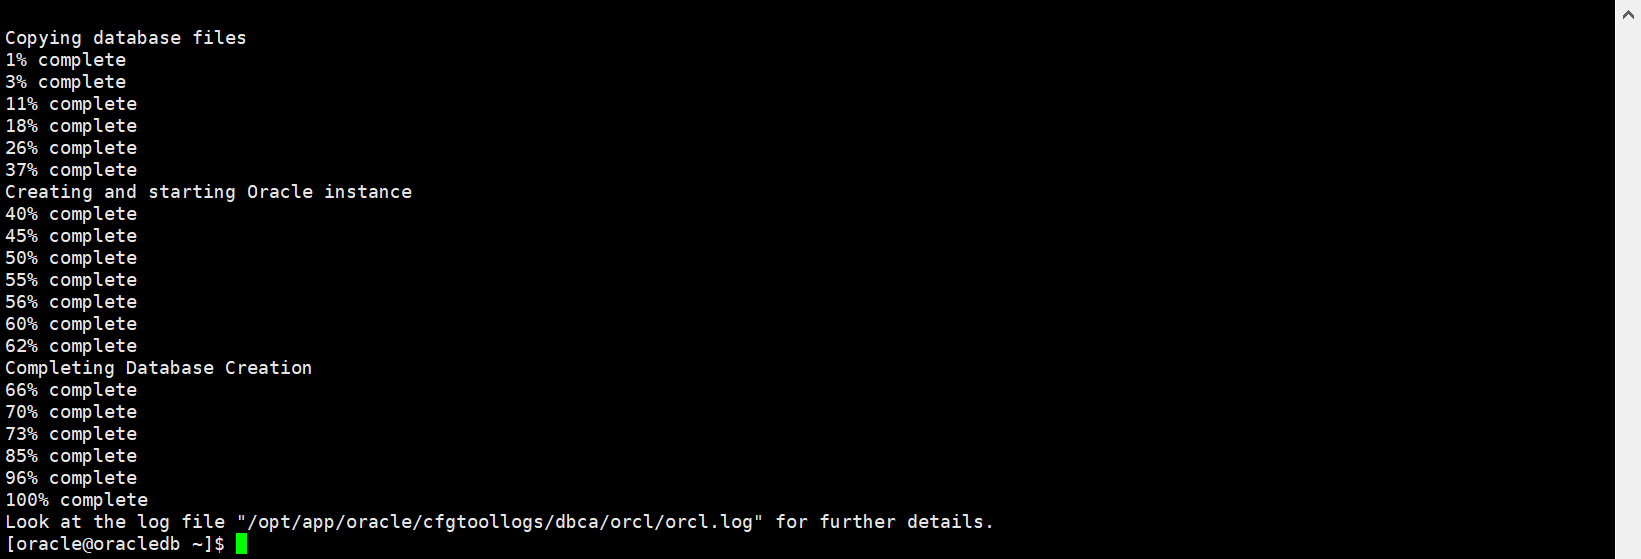 Copying database files
1% complete
3% complete
11% complete
18% complete
26% complete
37% complete
Creating and starting Oracle instance
40% complete
45% complete
50% complete
55% complete
56% complete
60% complete
62% complete
Completing Database Creation
66% complete
70% complete
73% complete
85% complete
96% complete
100% complete
Look at the log file "/opt/app/oracle/cfgtoollogs/dbca/orcl/orcl.log" for further details.
[oracle@oracledb ~]$